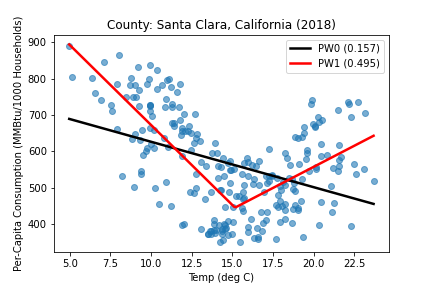 County: Santa Clara, California (2018)
Per-Capita Consumption (MMBtu/1000 Households)
900
800
700
600
500
400
PW0 (0.157)
PW1 (0.495)
5.0 7.5 10.0 12.5 15.0 17.5 20.0 22.5
Temp (deg C)